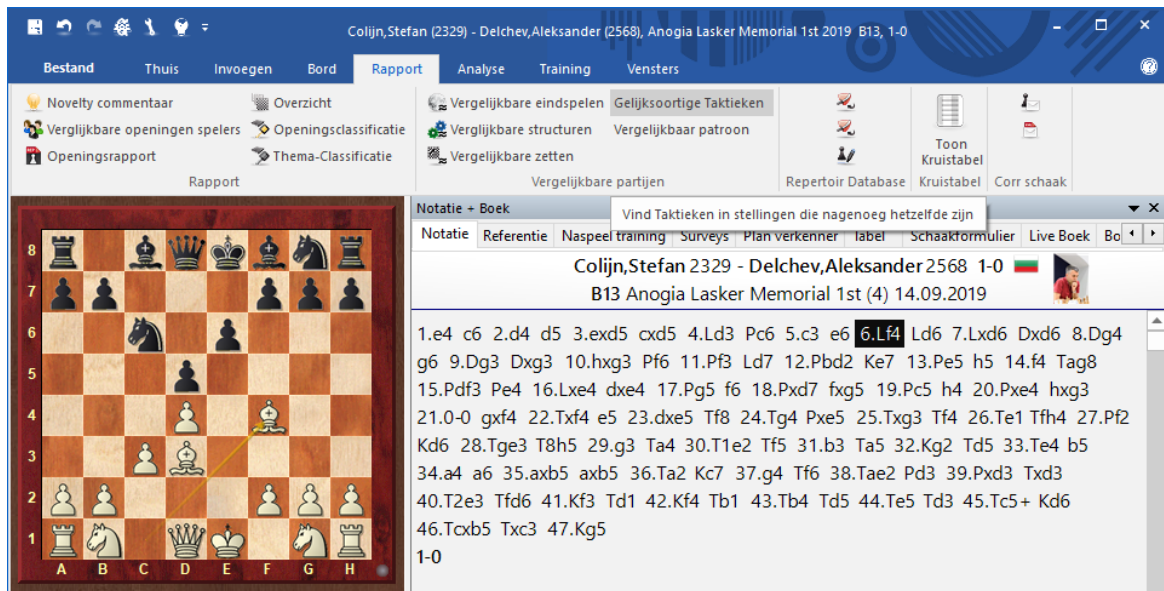 Colijn,Stefan (2329) - Delchev,Aleksander (2568), Anogia Lasker Memorial 1st 2019 B13, 1-0
Bestand Thuis Invoegen Bord Rapport Analyse Training Vensters
Novelty commentaar
Verglijkbare openingen spelers
Openingsrapport
Overzicht
Openingsclassificatie
Thema-Classificatie
Rapport
Vergelijkbare eindspelen
Verglijkbare structuren
Vergelijkbare zetten
Gelijksoortige Taktieken
Vergelijkbaar patroon
Vergelijkbare partijen
Repertoir Database
Toon
Kruistabel
Kruistabel
Corr schaak
Vind Taktieken in stellingen die nagenoeg hetzelfde zijn
Notatie + Boek
Notatie Referentie Naspeel training Surveys Plan verkenner Tabel Schaakformulier Live Boek Bo
Colijn,Stefan 2329 - Delchev,Aleksander 2568 1-0
B13 Anogia Lasker Memorial 1st (4) 14.09.2019
1.e4 c6 2.d4 d5 3.exd5 cxd5 4.Ld3 Pc6 5.c3 e6 6.Lf4 Ld6 7.Lxd6 Dxd6 8.Dg4
g6 9.Dg3 Dxg3 10.hxg3 Pf6 11.Pf3 Ld7 12.Pbd2 Ke7 13.Pe5 h5 14.f4 Tag8
15.Pdf3 Pe4 16.Lxe4 dxe4 17.Pg5 f6 18.Pxd7 fxg5 19.Pc5 h4 20.Pxe4 hxg3
21.0-0 gxf4 22.Txf4 e5 23.dxe5 Tf8 24.Tg4 Pxe5 25.Txg3 Tf4 26.Te1 Tfh4 27.Pf2
Kd6 28.Tge3 T8h5 29.g3 Ta4 30.T1e2 Tf5 31.b3 Ta5 32.Kg2 Td5 33.Te4 b5
34.a4 a6 35.axb5 axb5 36.Ta2 Kc7 37.g4 Tf6 38.Tae2 Pd3 39.Pxd3 Txd3
40.T2e3 Tfd6 41.Kf3 Td1 42.Kf4 Tb1 43.Tb4 Td5 44.Te5 Td3 45.Tc5+ Kd6
46.Tcxb5 Txc3 47.Kg5
1-0
8
7
6
5
4
3
2
1
A B C D E F G H